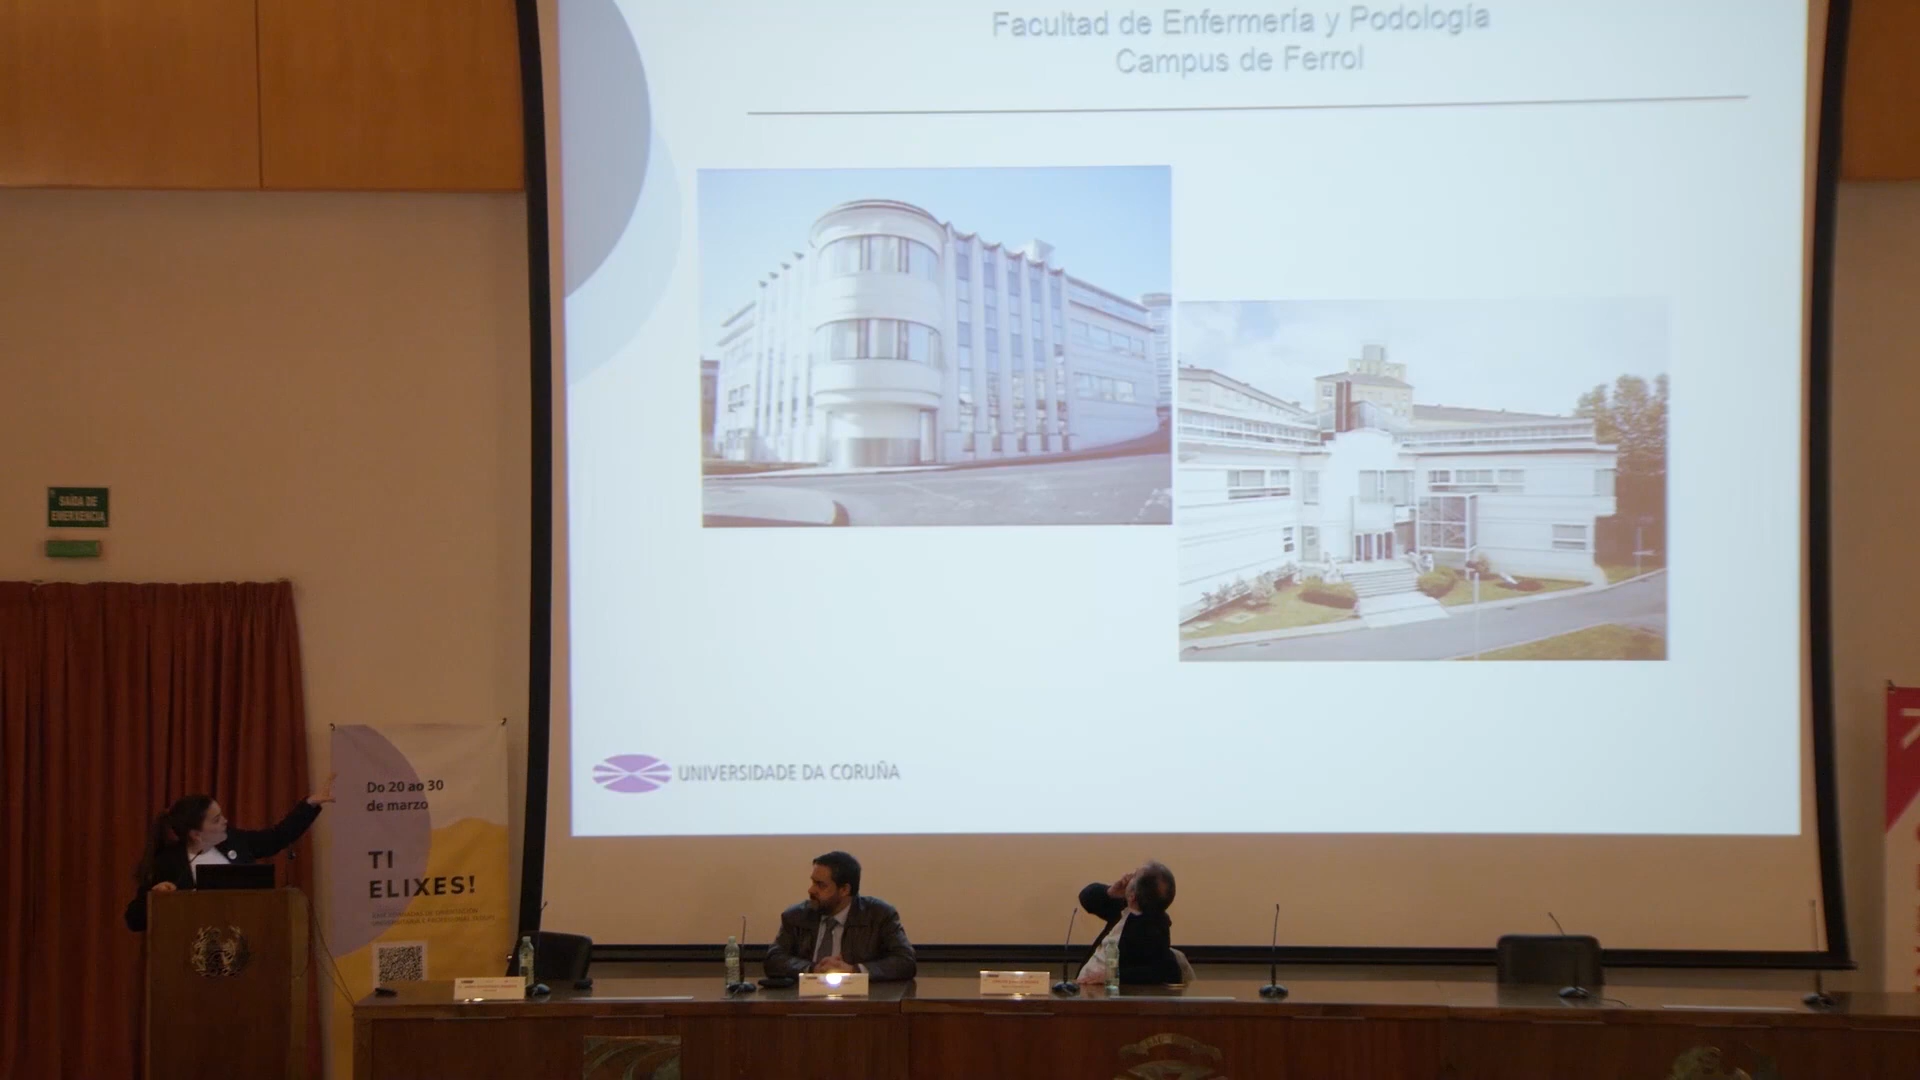 Facultad de Enfermería y Podología
Campus de Ferrol
UNIVERSIDADE DA CORUÑA
SAÍDA DE
EMERXENCIA
Do 20 ao 30
de marzo
TI
ELIXES!